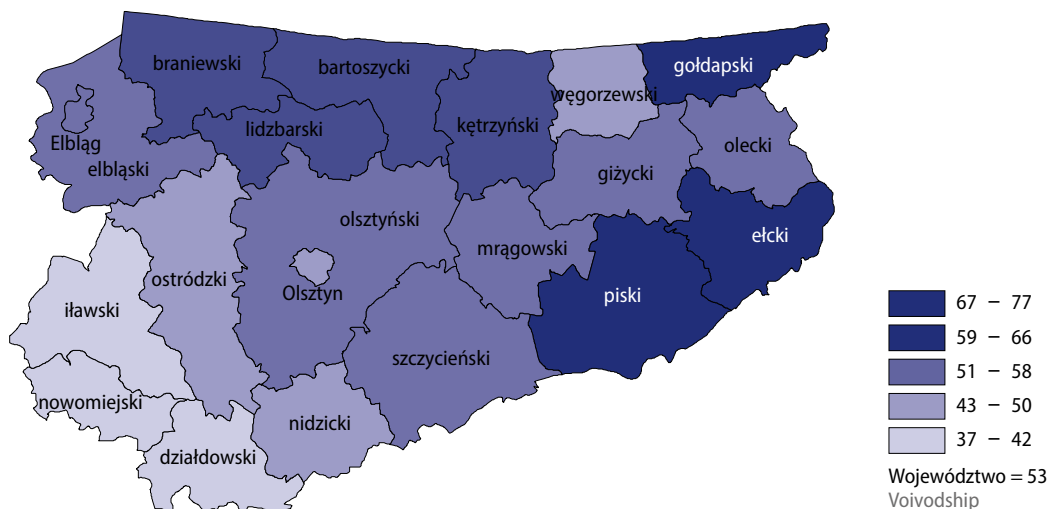 braniewski
bartoszycki
gołdapski
węgorzewski
lidzbarski
kętrzyński
Elbląg
elbląski
olecki
giżycki
olsztyński
mrągowski
ełcki
ostródzki
Olsztyn
piski
iławski
szczycieński
nowomiejski
nidzicki
działdowski
67 – 77
59 – 66
51 – 58
43 – 50
37 – 42
Województwo = 53
Voivodship